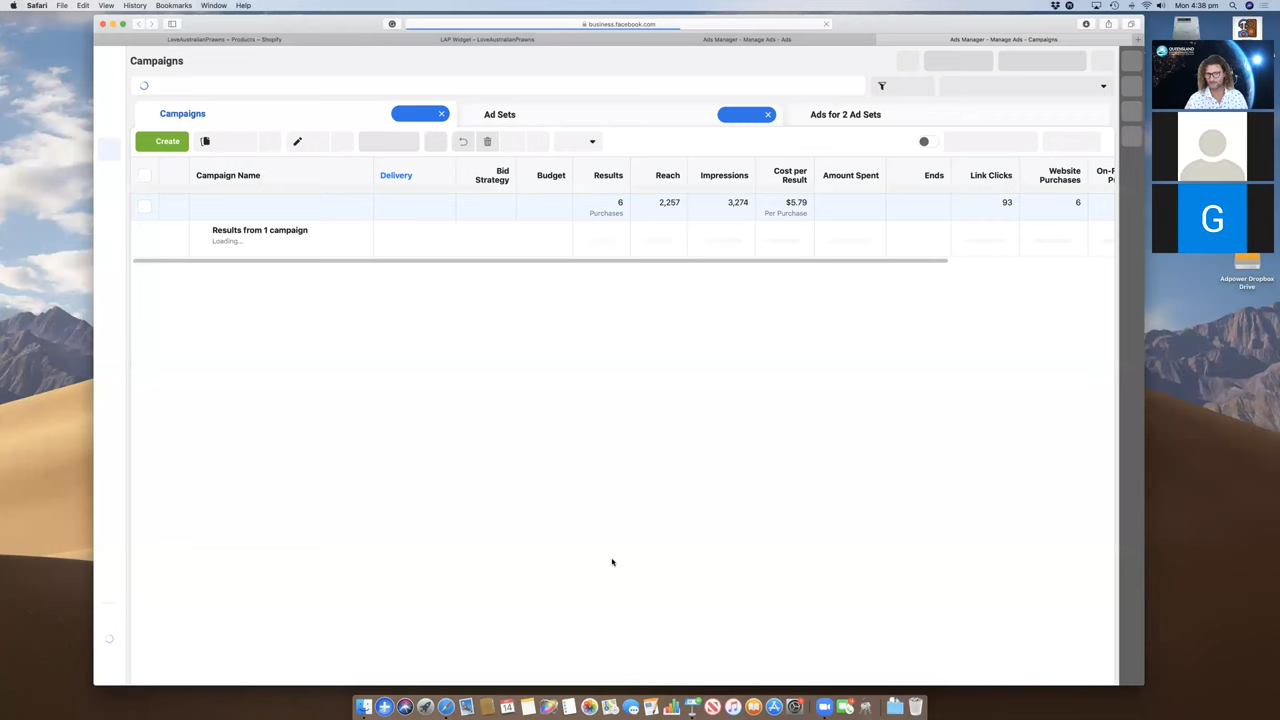 Safari File Edit View History Bookmarks Window Help
Mon 4:38 pm
business.facebook.com
LoveAustralianPrawns ~ Products ~ Shopify
LAP Widget – LoveAustralianPrawns
Ads Manager - Manage Ads - Ads
Ads Manager - Manage Ads - Campaigns
Campaigns
Campaigns
Ad Sets
Ads for 2 Ad Sets
Create
Campaign Name
Delivery
Bid Strategy
Budget
Results
Reach
Impressions
Cost per Result
Amount Spent
Ends
Link Clicks
Website Purchases
6
2,257
3,274
$5.79
93
6
Purchases
Per Purchase
Results from 1 campaign
Loading...
QUEENSLAND
G
Adpower Dropbox
Drive
14